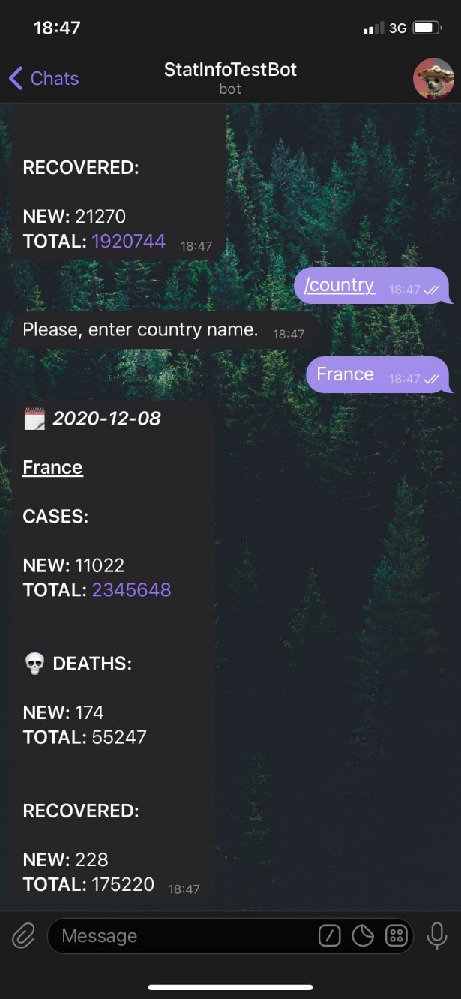 18:47
3G
Chats
StatInfoTestBot
bot
RECOVERED:
NEW: 21270
TOTAL: 1920744 18:47
/country 18:47
Please, enter country name. 18:47
France 18:47
2020-12-08
France
CASES:
NEW: 11022
TOTAL: 2345648
💀 DEATHS:
NEW: 174
TOTAL: 55247
RECOVERED:
NEW: 228
TOTAL: 175220 18:47
Message